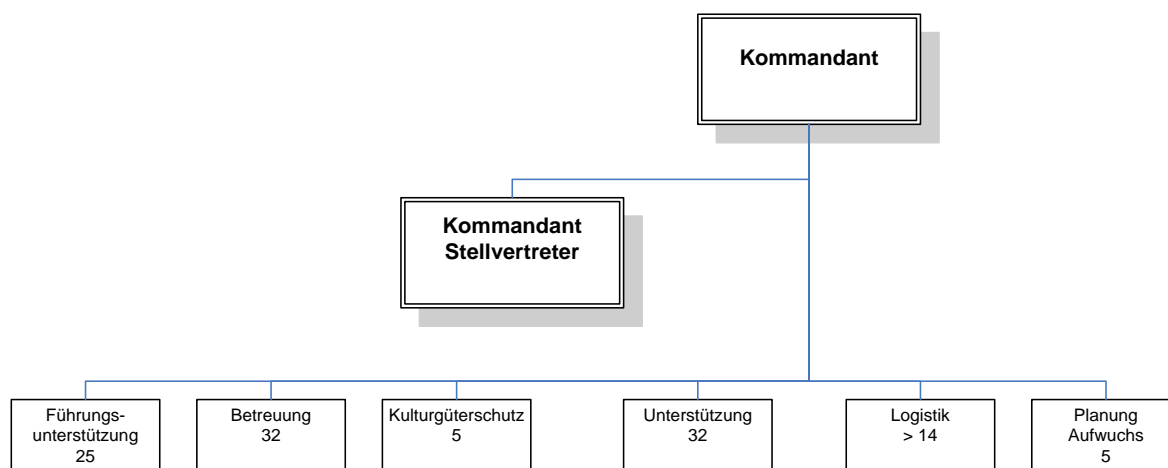 Kommandant
Kommandant
Stellvertreter
Führungs-
unterstützung
25
Betreuung
32
Kulturgüterschutz
5
Unterstützung
32
Logistik
> 14
Planung
Aufwuchs
5